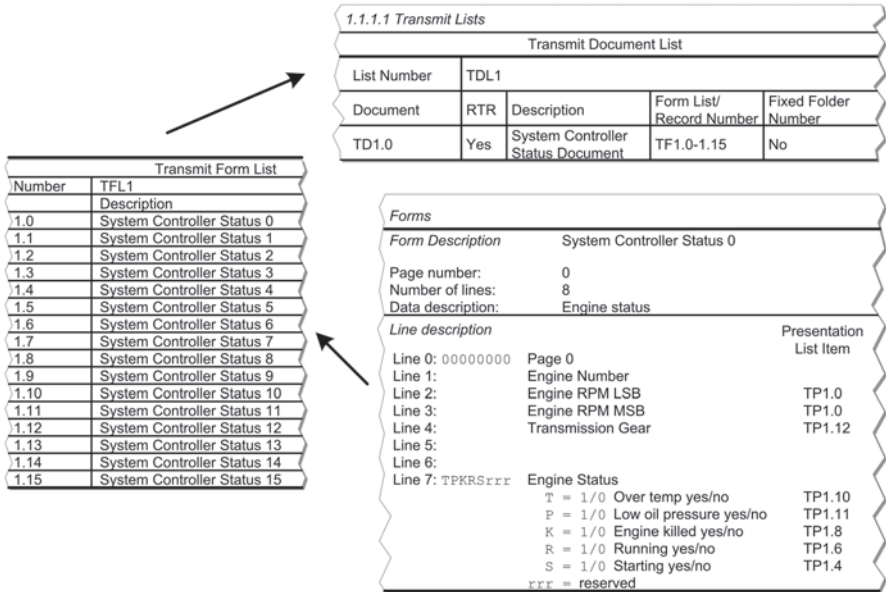 1.1.1.1 Transmit Lists
Transmit Document List
List Number TDL1
Document RTR Description Form List/ Record Number Fixed Folder Number
TD1.0 Yes System Controller Status Document TF1.0-1.15 No
Transmit Form List
Number TFL1
Description
1.0 System Controller Status 0
1.1 System Controller Status 1
1.2 System Controller Status 2
1.3 System Controller Status 3
1.4 System Controller Status 4
1.5 System Controller Status 5
1.6 System Controller Status 6
1.7 System Controller Status 7
1.8 System Controller Status 8
1.9 System Controller Status 9
1.10 System Controller Status 10
1.11 System Controller Status 11
1.12 System Controller Status 12
1.13 System Controller Status 13
1.14 System Controller Status 14
1.15 System Controller Status 15
Forms
Form Description System Controller Status 0
Page number: 0
Number of lines: 8
Data description: Engine status
Line description Presentation List Item
Line 0: 00000000 Page 0
Line 1: Engine Number
Line 2: Engine RPM LSB TP1.0
Line 3: Engine RPM MSB TP1.0
Line 4: Transmission Gear TP1.12
Line 5:
Line 6:
Line 7: TPKRSrrr Engine Status
T = 1/0 Over temp yes/no TP1.10
P = 1/0 Low oil pressure yes/no TP1.11
K = 1/0 Engine killed yes/no TP1.8
R = 1/0 Running yes/no TP1.6
S = 1/0 Starting yes/no TP1.4
rrr = reserved